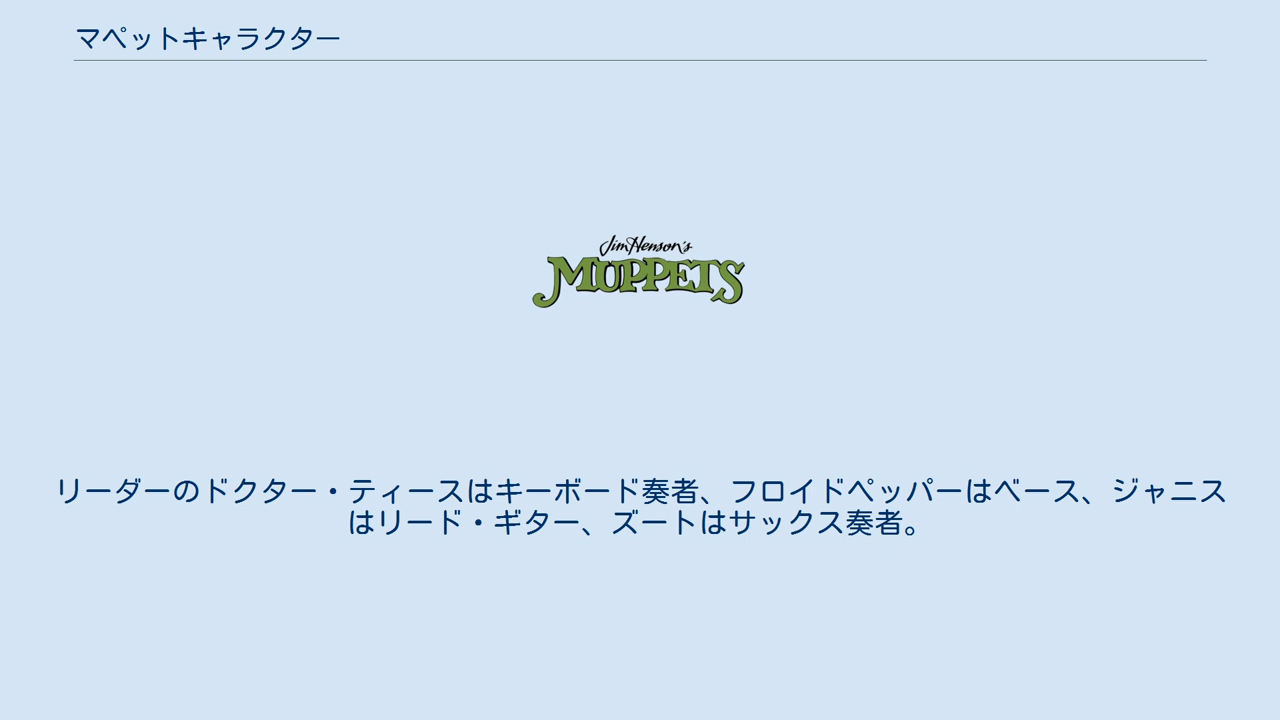 マペットキャラクター
Jim Henson's
MUPPETS
リーダーのドクター・ティースはキーボード奏者、フロイドペッパーはベース、ジャニス
はリード・ギター、ズートはサックス奏者。